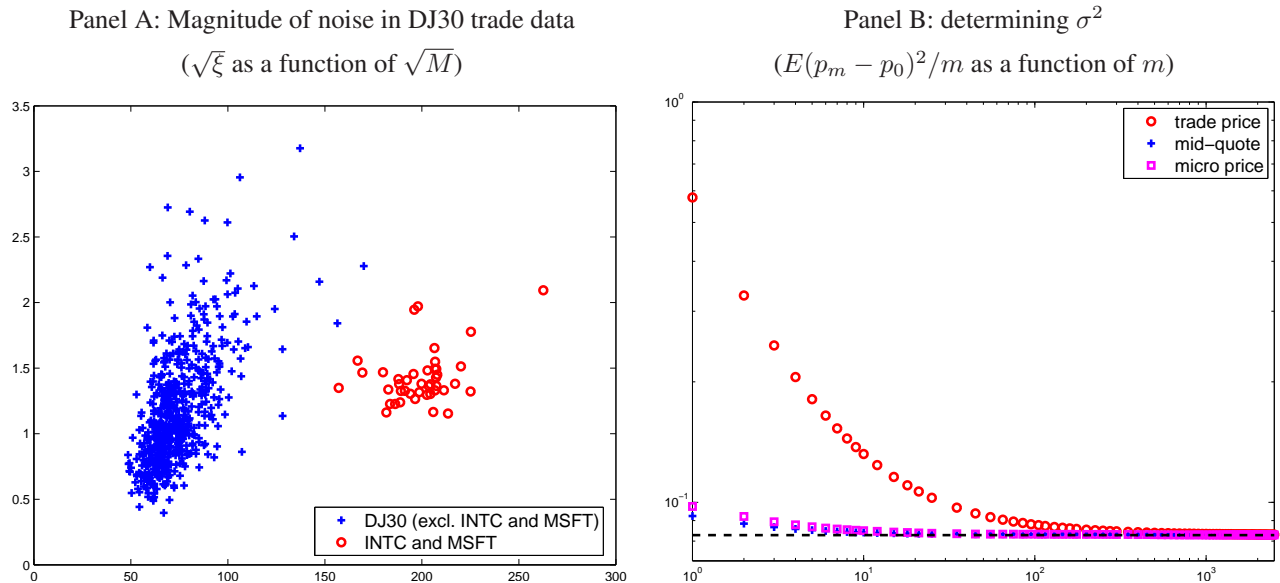 Panel A: Magnitude of noise in DJ30 trade data
(√ξ as a function of √M)
3.5
3
2.5
2
1.5
1
0.5
0
0 50 100 150 200 250 300
DJ30 (excl. INTC and MSFT)
INTC and MSFT
Panel B: determining σ²
(E(pₘ − p₀)²/m as a function of m)
10⁰
10⁻¹
10⁰ 10¹ 10² 10³
trade price
mid−quote
micro price